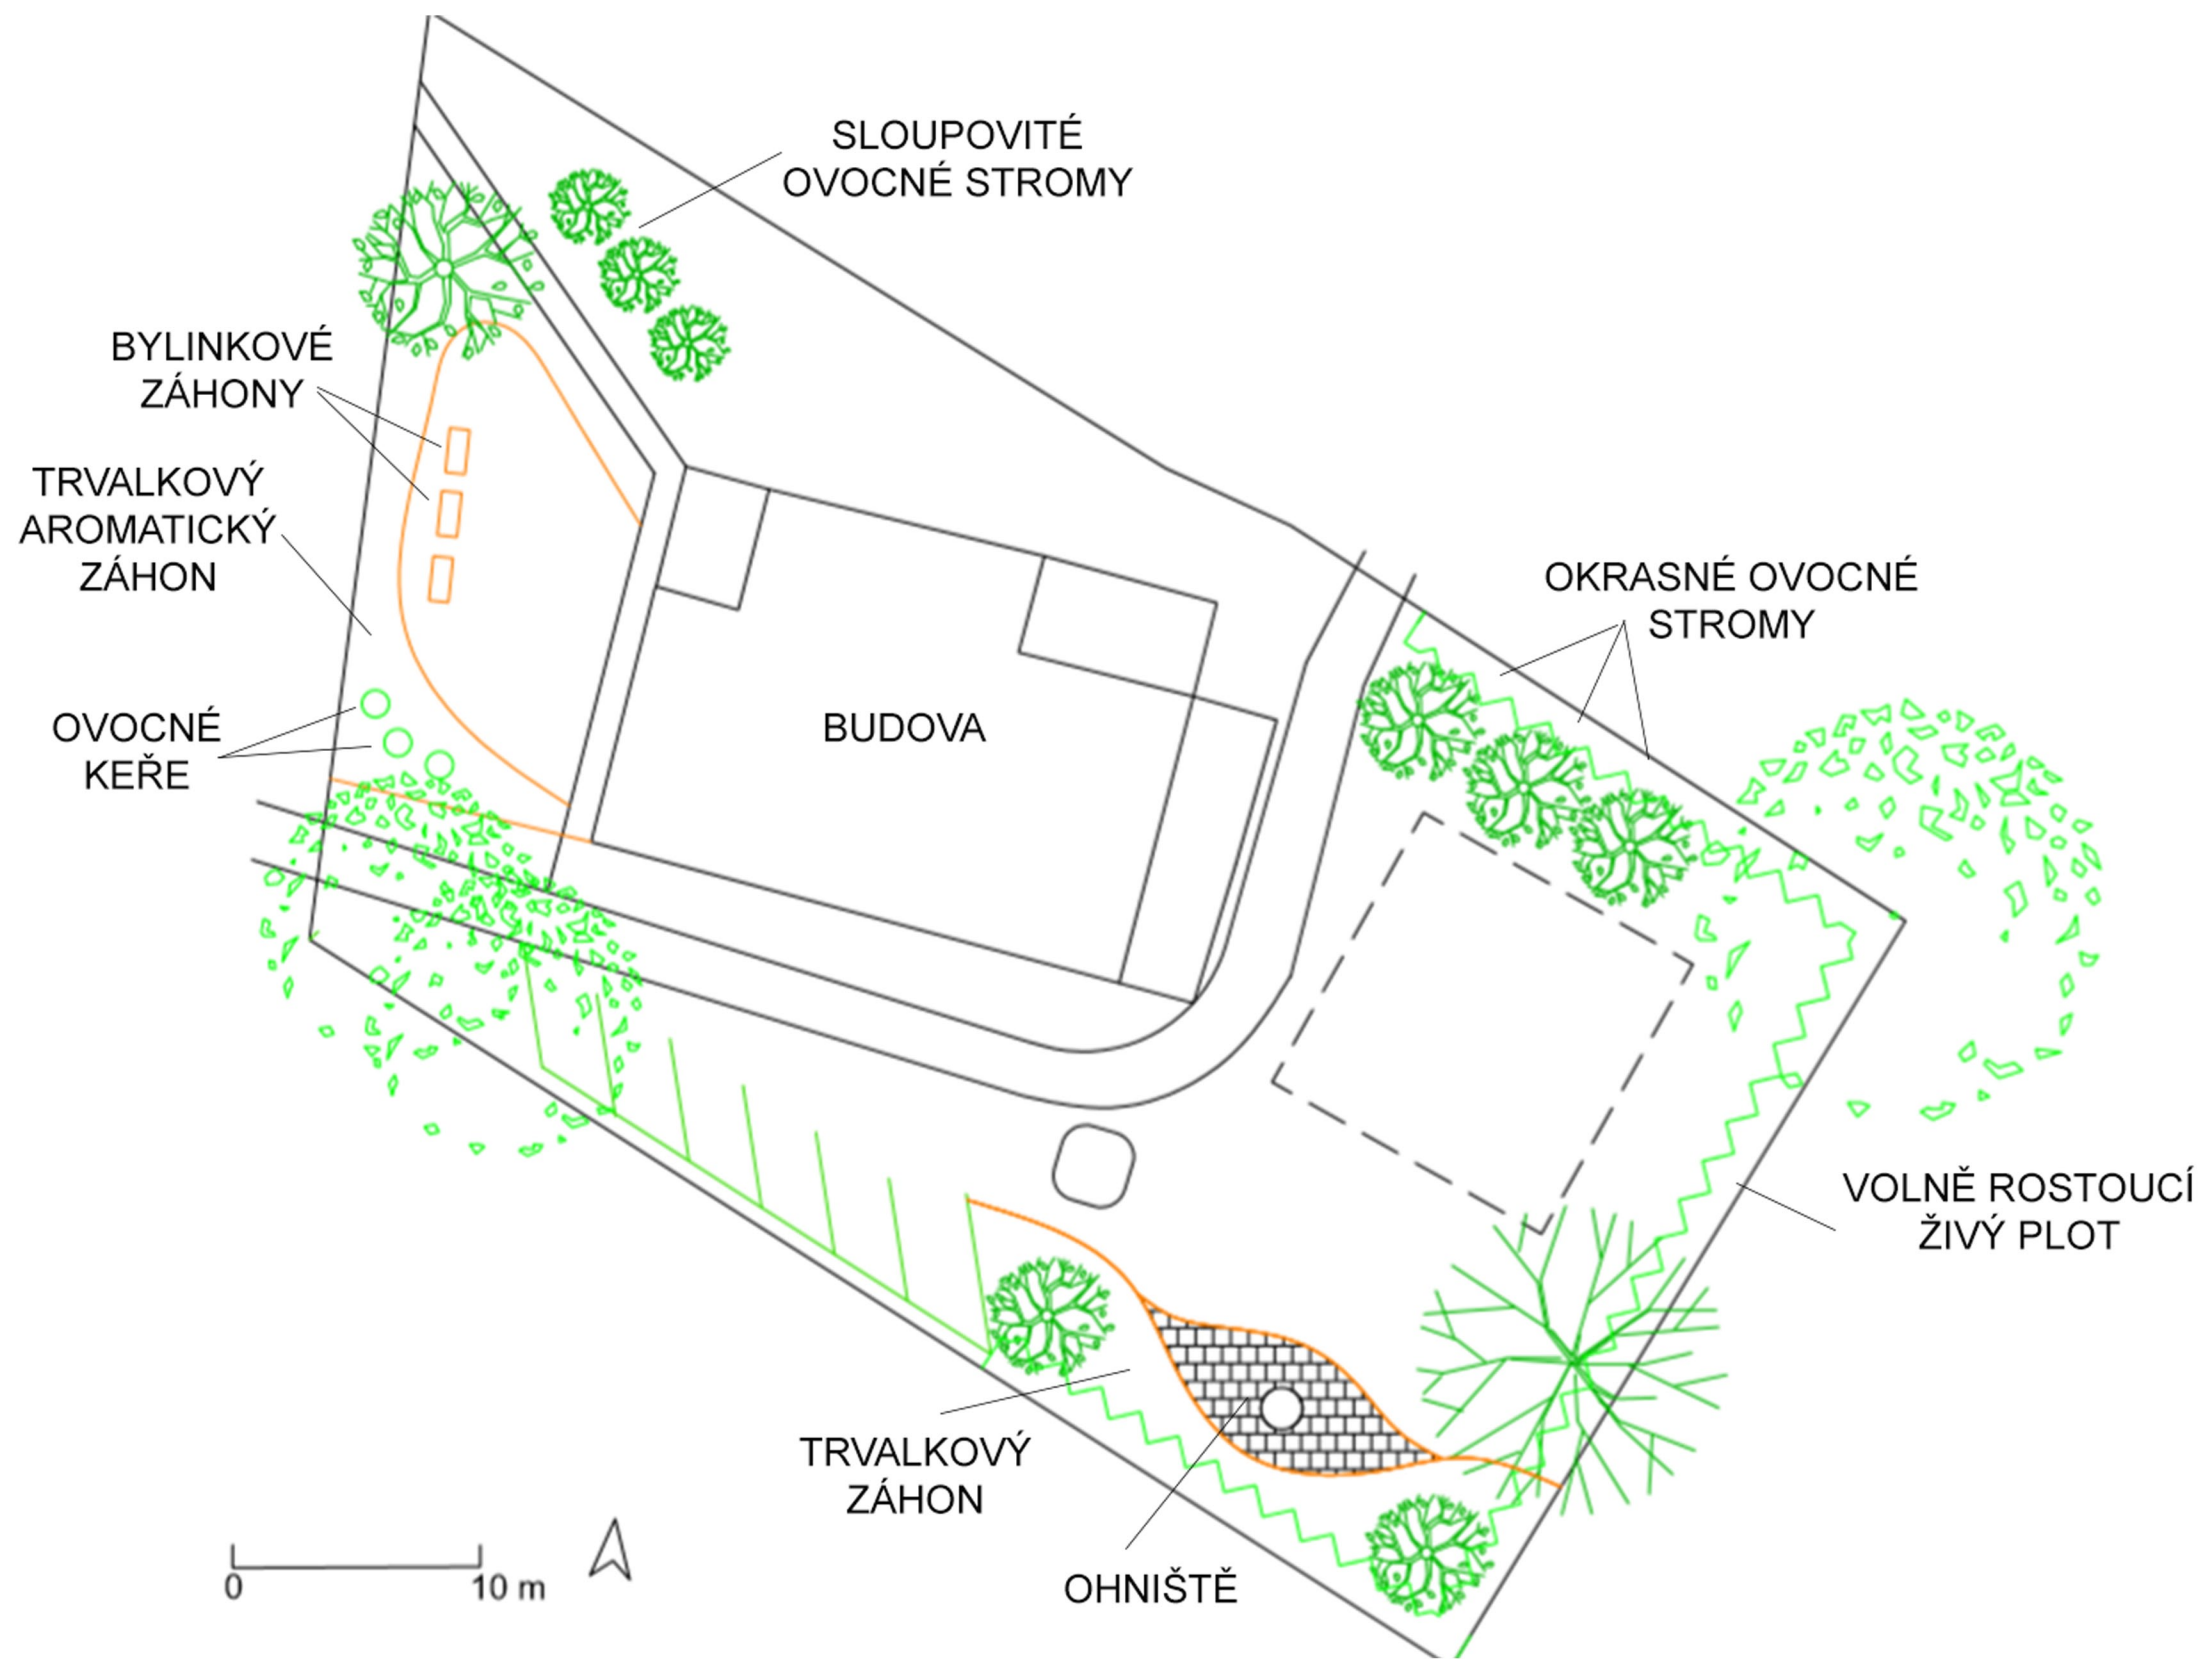 SLOUPOVITÉ
OVOCNÉ STROMY
BYLINKOVÉ
ZÁHONY
TRVALKOVÝ
AROMATICKÝ
ZÁHON
OKRASNÉ OVOCNÉ
STROMY
OVOCNÉ
KEŘE
BUDOVA
VOLNĚ ROSTOUCÍ
ŽIVÝ PLOT
TRVALKOVÝ
ZÁHON
OHNIŠTĚ
0 10 m